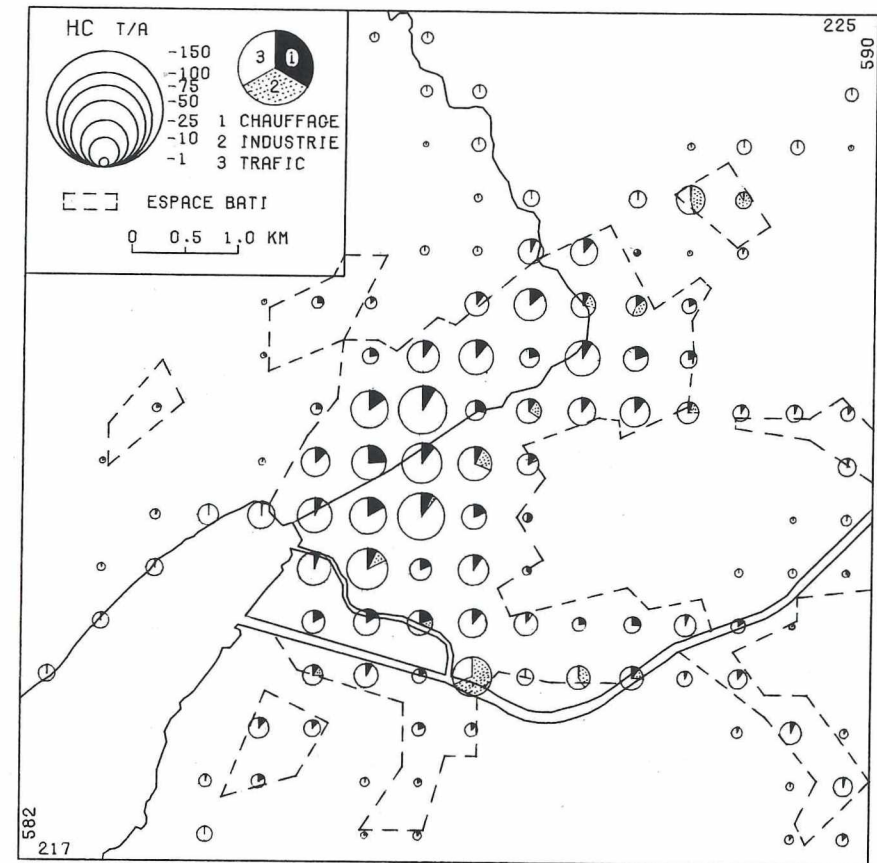 HC T/A
-150
-100
-75
-50
-25
-10
-1
3
1
2
1 CHAUFFAGE
2 INDUSTRIE
3 TRAFIC
ESPACE BATI
0 0.5 1.0 KM
225
590
582
217